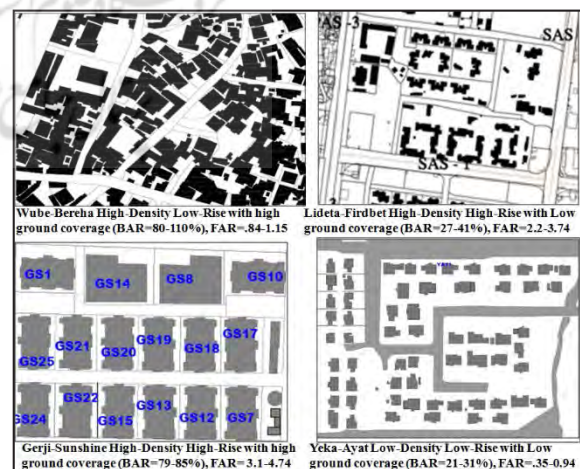 AS -3
SAS
SAS - 1
3
Wube-Bereha High-Density Low-Rise with high
ground coverage (BAR=80-110%), FAR=.84-1.15
Lideta-Firdbet High-Density High-Rise with Low
ground coverage (BAR=27-41%), FAR=2.2-3.74
GS1
GS14
GS8
GS10
GS25
GS21
GS20
GS19
GS18
GS17
GS24
GS22
GS15
GS13
GS12
GS7
Gerji-Sunshine High-Density High-Rise with high
ground coverage (BAR=79-85%), FAR= 3.1-4.74
Yeka-Ayat Low-Density Low-Rise with Low
ground coverage (BAR=21-31%), FAR=.35-0.94